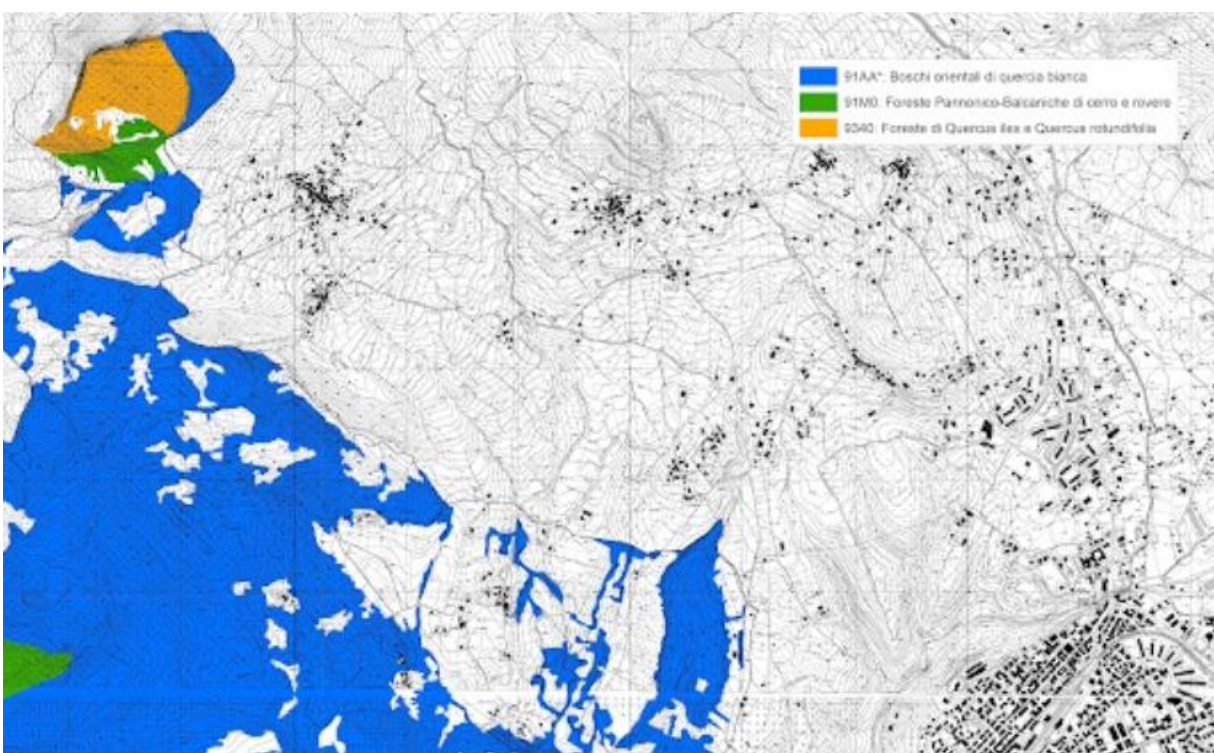 91AA*: Boschi orientali di quercia bianca
91M0: Foreste Pannonico-Balcaniche di cerro e rovere
9340: Foreste di Quercus ilex e Quercus rotundifolia